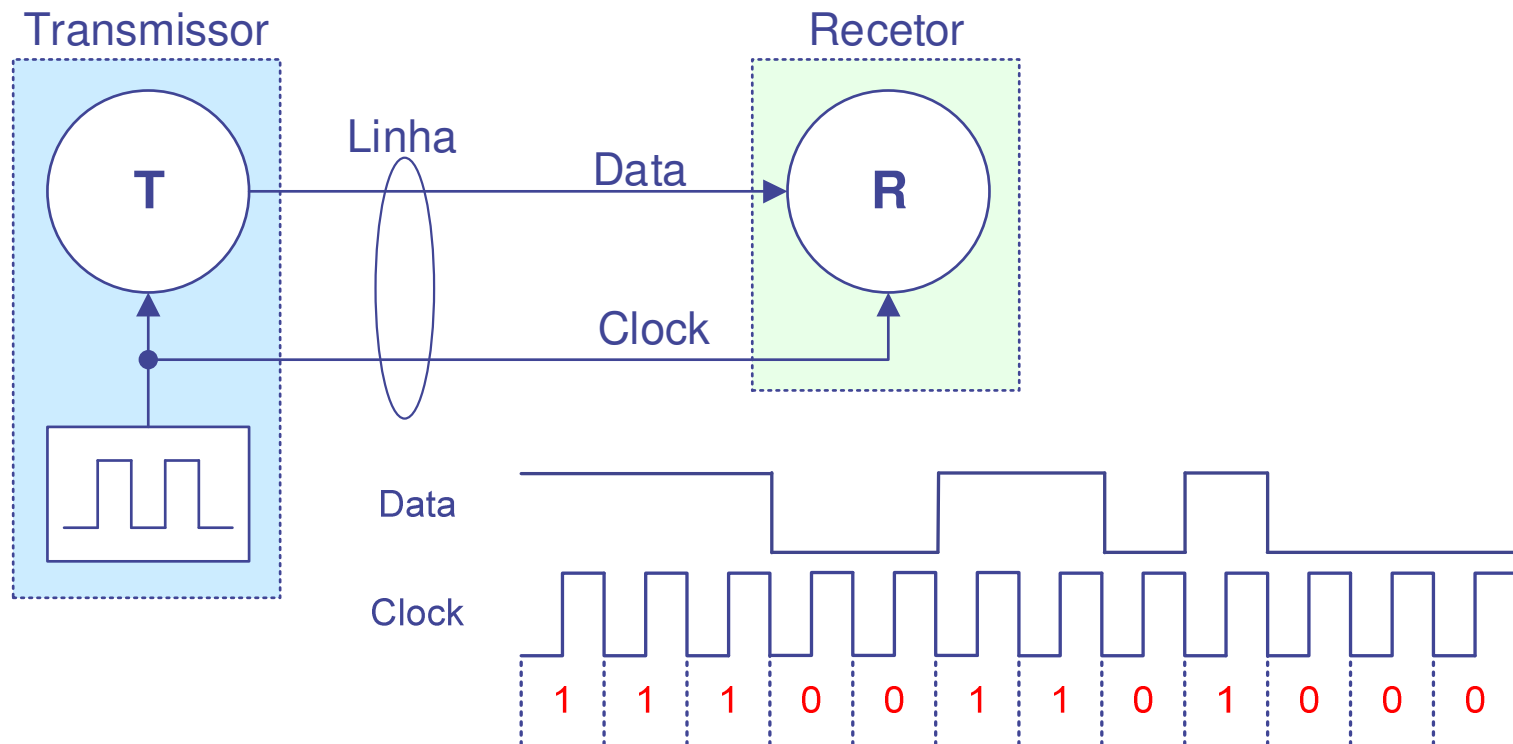 Transmissor
Recetor
Linha
Data
T
R
Clock
Data
Clock
1 1 1 0 0 1 1 0 1 0 0 0